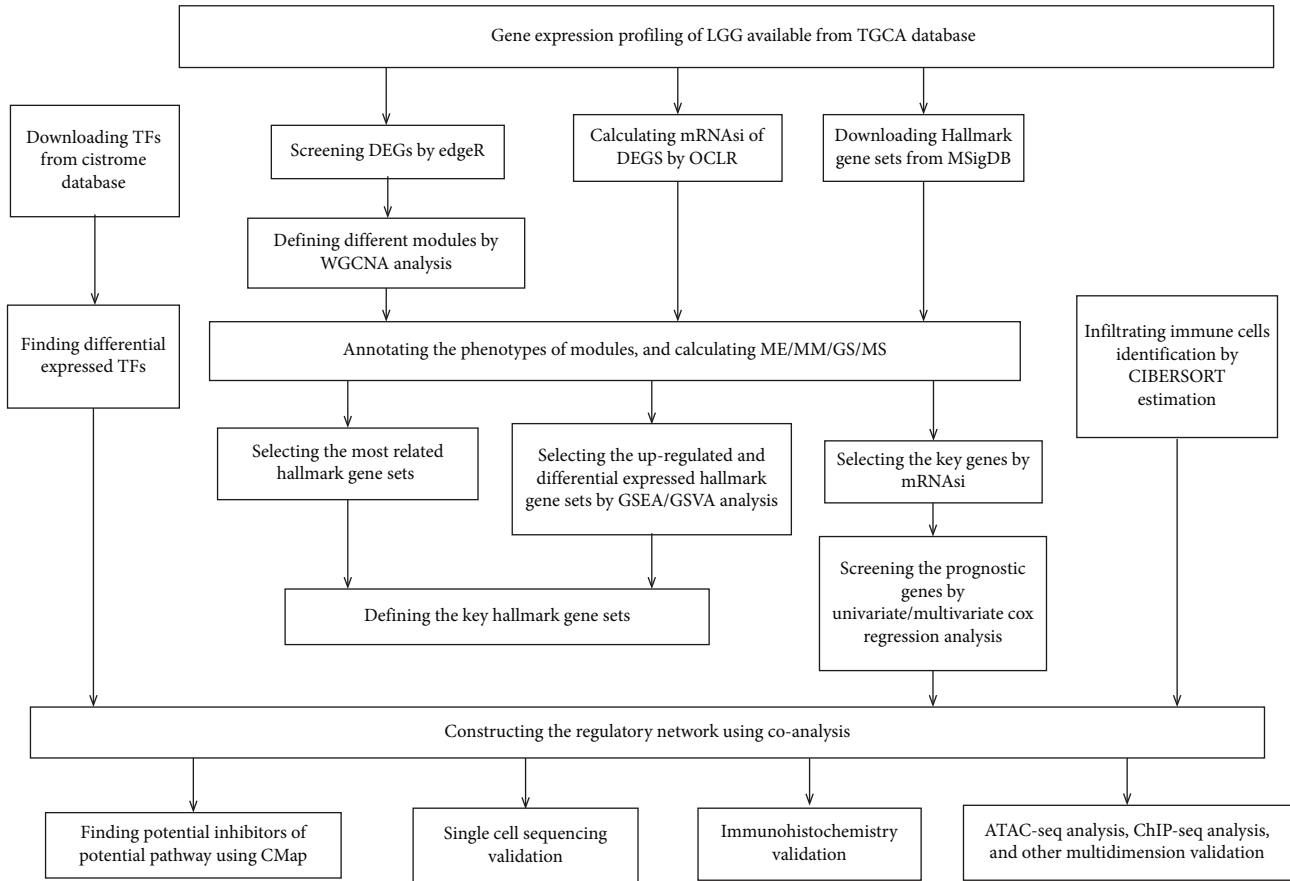 Gene expression profiling of LGG available from TGCA database
Downloading TFs
from cistrome
database
Screening DEGs by edgeR
Calculating mRNAsi of
DEGS by OCLR
Downloading Hallmark
gene sets from MSigDB
Defining different modules by
WGCNA analysis
Finding differential
expressed TFs
Annotating the phenotypes of modules, and calculating ME/MM/GS/MS
Infiltrating immune cells
identification by
CIBERSORT
estimation
Selecting the most related
hallmark gene sets
Selecting the up-regulated and
differential expressed hallmark
gene sets by GSEA/GSVA analysis
Selecting the key genes by
mRNAsi
Defining the key hallmark gene sets
Screening the prognostic
genes by
univariate/multivariate cox
regression analysis
Constructing the regulatory network using co-analysis
Finding potential inhibitors of
potential pathway using CMap
Single cell sequencing
validation
Immunohistochemistry
validation
ATAC-seq analysis, ChIP-seq analysis,
and other multidimension validation